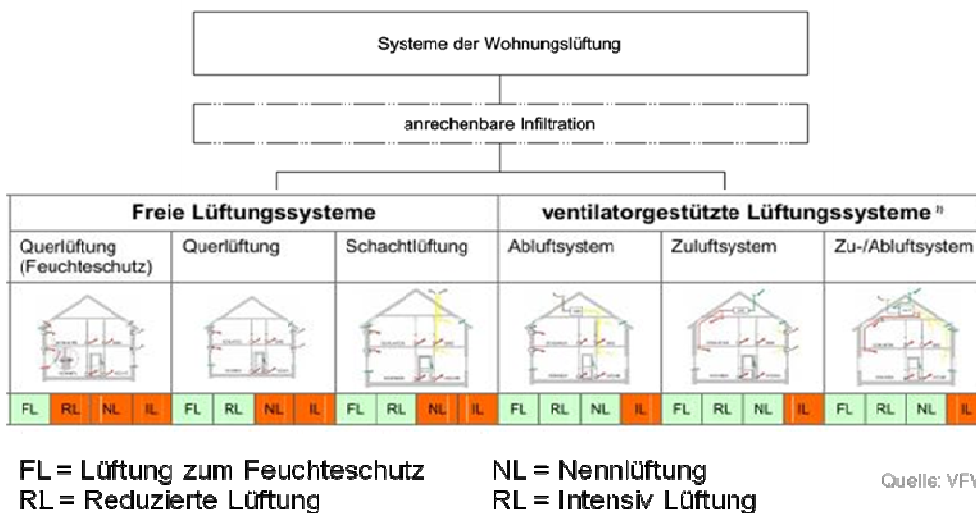 Systeme der Wohnungslüftung
anrechenbare Infiltration
Freie Lüftungssysteme
ventilatorgestützte Lüftungssysteme
Querlüftung
(Feuchteschutz)
Querlüftung
Schachtlüftung
Abluftsystem
Zuluftsystem
Zu-/Abluftsystem
FL RL NL IL FL RL NL IL FL RL NL IL FL RL NL IL FL RL NL IL FL RL NL IL
FL = Lüftung zum Feuchteschutz
NL = Nennlüftung
RL = Reduzierte Lüftung
RL = Intensiv Lüftung
Quelle: